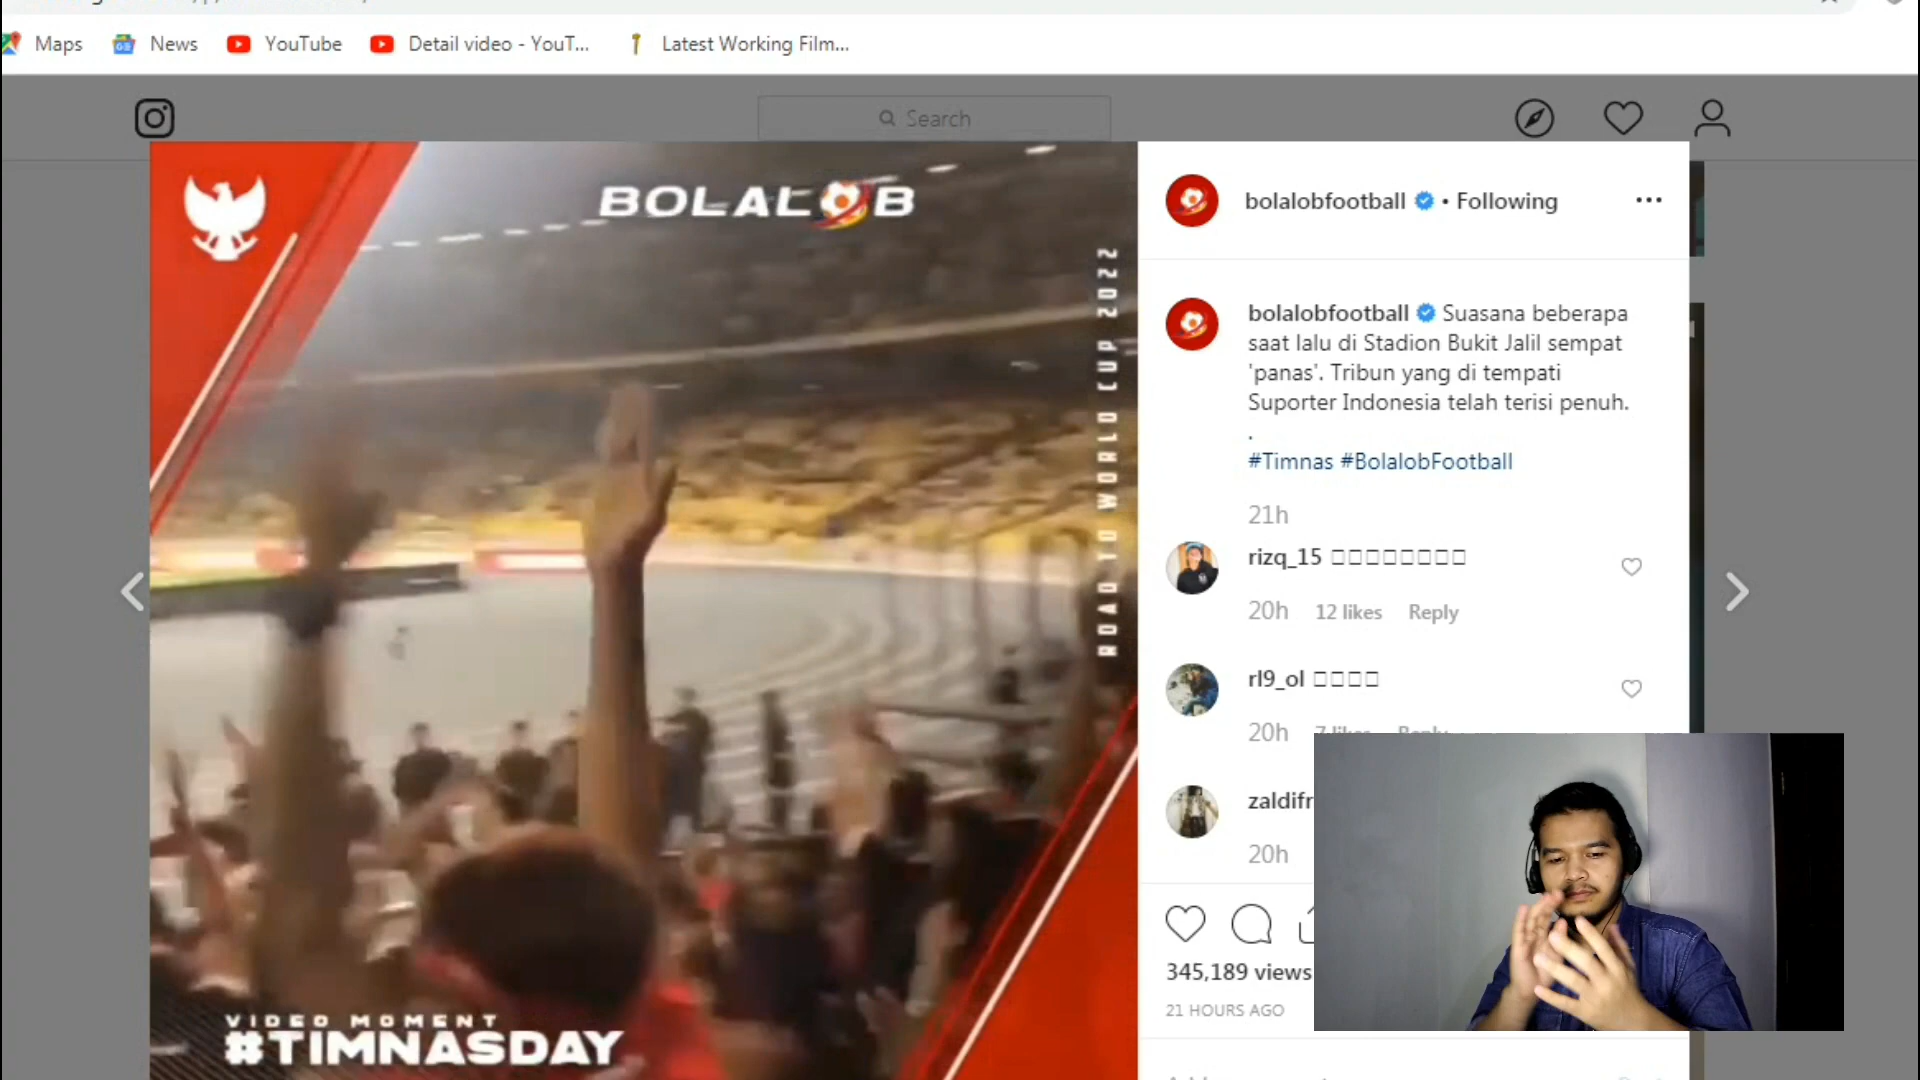 Maps
News
YouTube
Detail video - YouT...
Latest Working Film...
Search
BOLALOB
ROAD TO WORLD CUP 2022
VIDEO MOMENT
#TIMNASDAY
bolalobfootball • Following
bolalobfootball Suasana beberapa
saat lalu di Stadion Bukit Jalil sempat
'panas'. Tribun yang di tempati
Suporter Indonesia telah terisi penuh.
.
#Timnas #BolalobFootball
21h
rizq_15
20h 12 likes Reply
rl9_ol
20h 7 likes Reply
zaldifr
20h
345,189 views
21 HOURS AGO